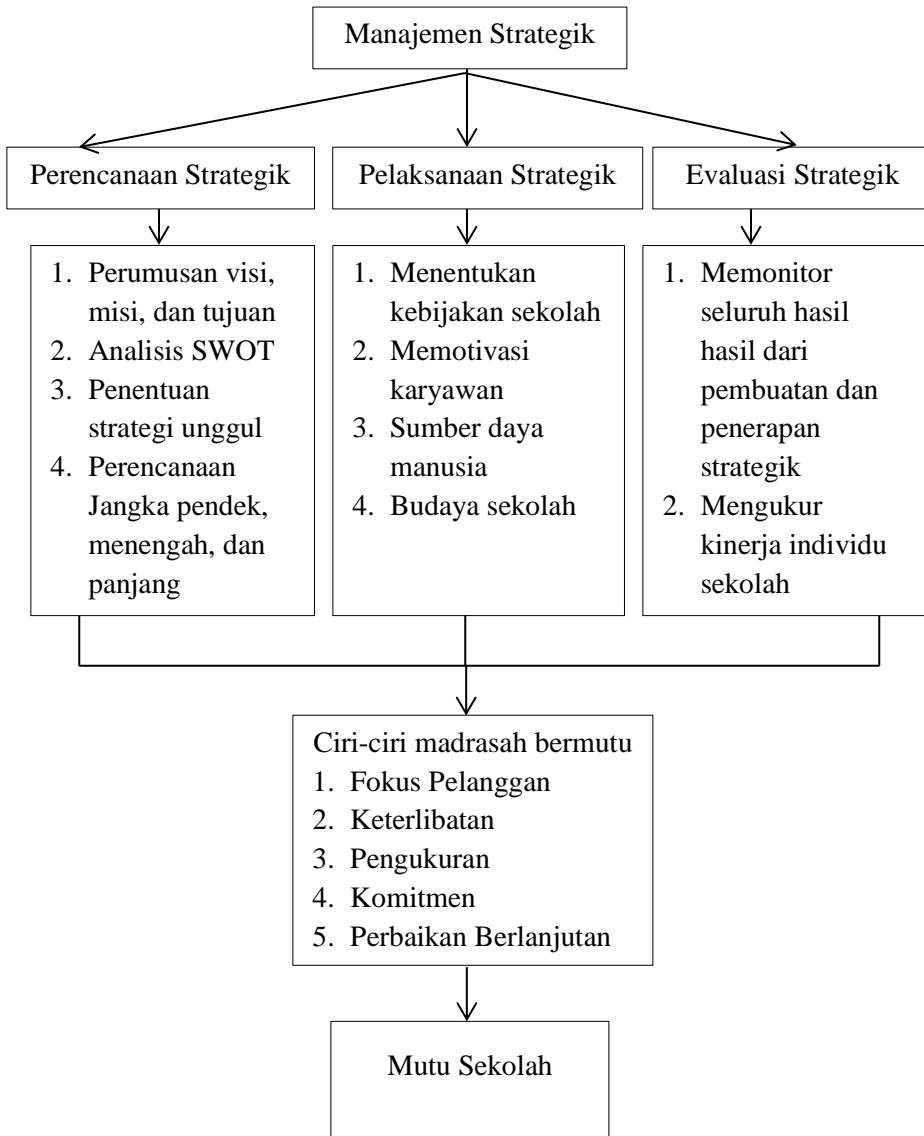 Manajemen Strategik
Perencanaan Strategik
Pelaksanaan Strategik
Evaluasi Strategik
1. Perumusan visi,
misi, dan tujuan
2. Analisis SWOT
3. Penentuan
strategi unggul
4. Perencanaan
Jangka pendek,
menengah, dan
panjang
1. Menentukan
kebijakan sekolah
2. Memotivasi
karyawan
3. Sumber daya
manusia
4. Budaya sekolah
1. Memonitor
seluruh hasil
hasil dari
pembuatan dan
penerapan
strategik
2. Mengukur
kinerja individu
sekolah
Ciri-ciri madrasah bermutu
1. Fokus Pelanggan
2. Keterlibatan
3. Pengukuran
4. Komitmen
5. Perbaikan Berlanjutan
Mutu Sekolah